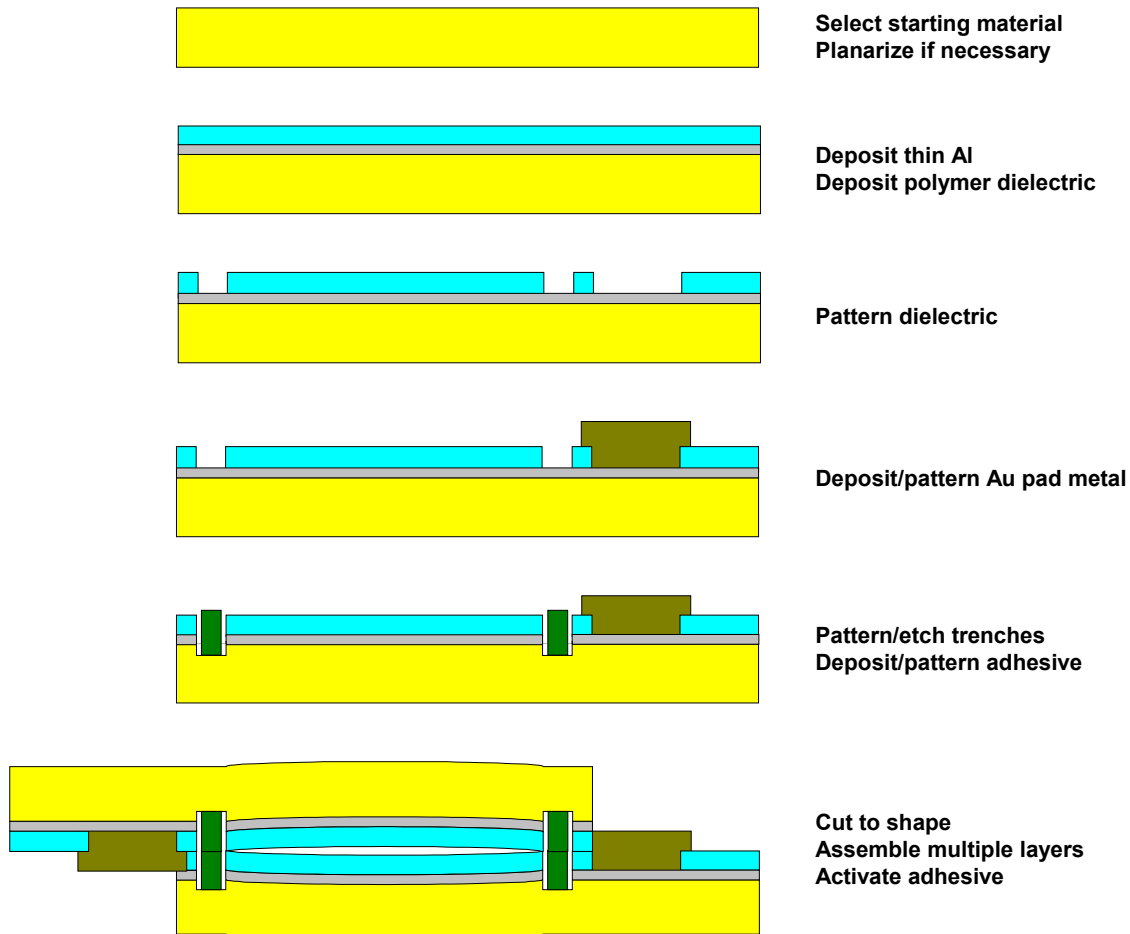 Select starting material
Planarize if necessary
Deposit thin Al
Deposit polymer dielectric
Pattern dielectric
Deposit/pattern Au pad metal
Pattern/etch trenches
Deposit/pattern adhesive
Cut to shape
Assemble multiple layers
Activate adhesive